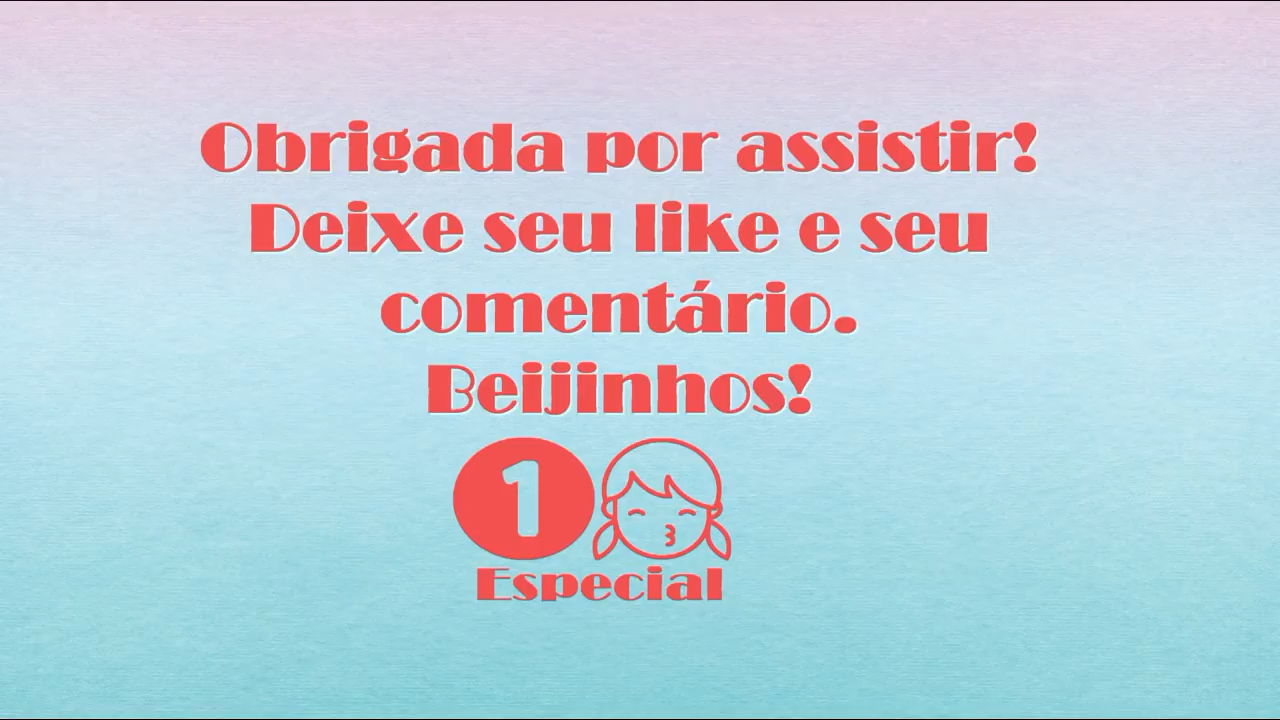 Obrigada por assistir!
Deixe seu like e seu
comentário.
Beijinhos!
1
Especial